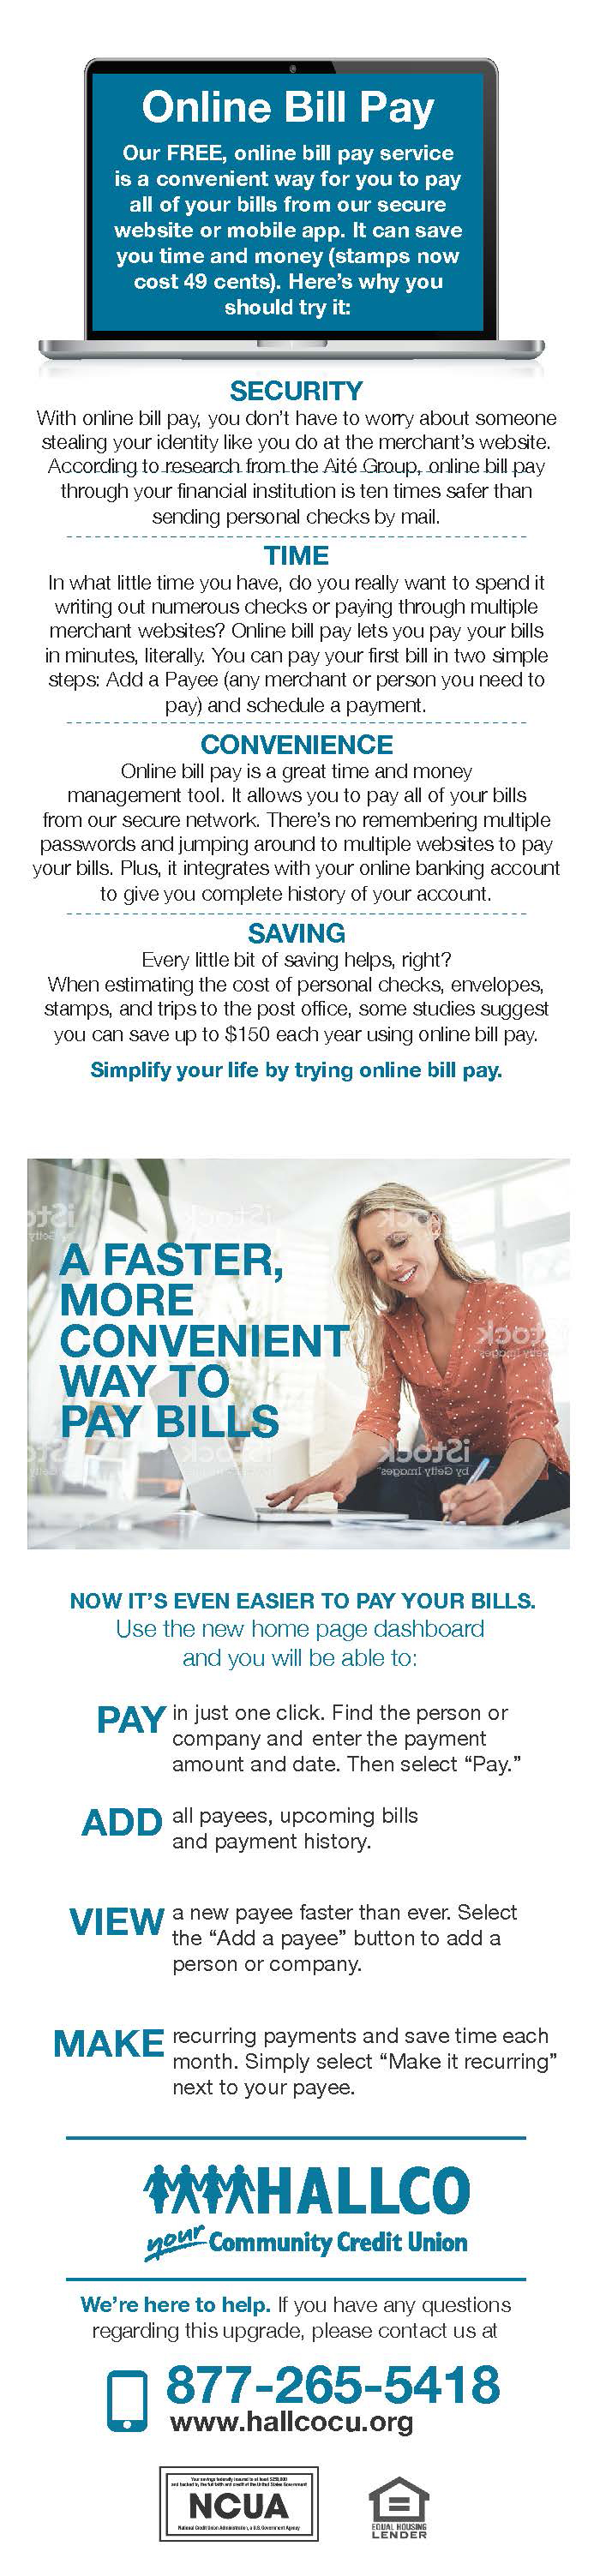 Online Bill Pay
Our FREE, online bill pay service
is a convenient way for you to pay
all of your bills from our secure
website or mobile app. It can save
you time and money (stamps now
cost 49 cents). Here's why you
should try it:
SECURITY
With online bill pay, you don't have to worry about someone
stealing your identity like you do at the merchant's website.
According to research from the Aité Group, online bill pay
through your financial institution is ten times safer than
sending personal checks by mail.
TIME
In what little time you have, do you really want to spend it
writing out numerous checks or paying through multiple
merchant websites? Online bill pay lets you pay your bills
in minutes, literally. You can pay your first bill in two simple
steps: Add a Payee (any merchant or person you need to
pay) and schedule a payment.
CONVENIENCE
Online bill pay is a great time and money
management tool. It allows you to pay all of your bills
from our secure network. There's no remembering multiple
passwords and jumping around to multiple websites to pay
your bills. Plus, it integrates with your online banking account
to give you complete history of your account.
SAVING
Every little bit of saving helps, right?
When estimating the cost of personal checks, envelopes,
stamps, and trips to the post office, some studies suggest
you can save up to $150 each year using online bill pay.
Simplify your life by trying online bill pay.
A FASTER,
MORE
CONVENIENT
WAY TO
PAY BILLS
iStock
by Getty Images
NOW IT'S EVEN EASIER TO PAY YOUR BILLS.
Use the new home page dashboard
and you will be able to:
PAY in just one click. Find the person or
company and enter the payment
amount and date. Then select "Pay."
ADD all payees, upcoming bills
and payment history.
VIEW a new payee faster than ever. Select
the "Add a payee" button to add a
person or company.
MAKE recurring payments and save time each
month. Simply select "Make it recurring"
next to your payee.
HALLCO
your Community Credit Union
We're here to help. If you have any questions
regarding this upgrade, please contact us at
877-265-5418
www.hallcocu.org
Your savings federally insured to at least $250,000
and backed by the full faith and credit of the United States Government
NCUA
National Credit Union Administration, a U.S. Government Agency
EQUAL HOUSING
LENDER